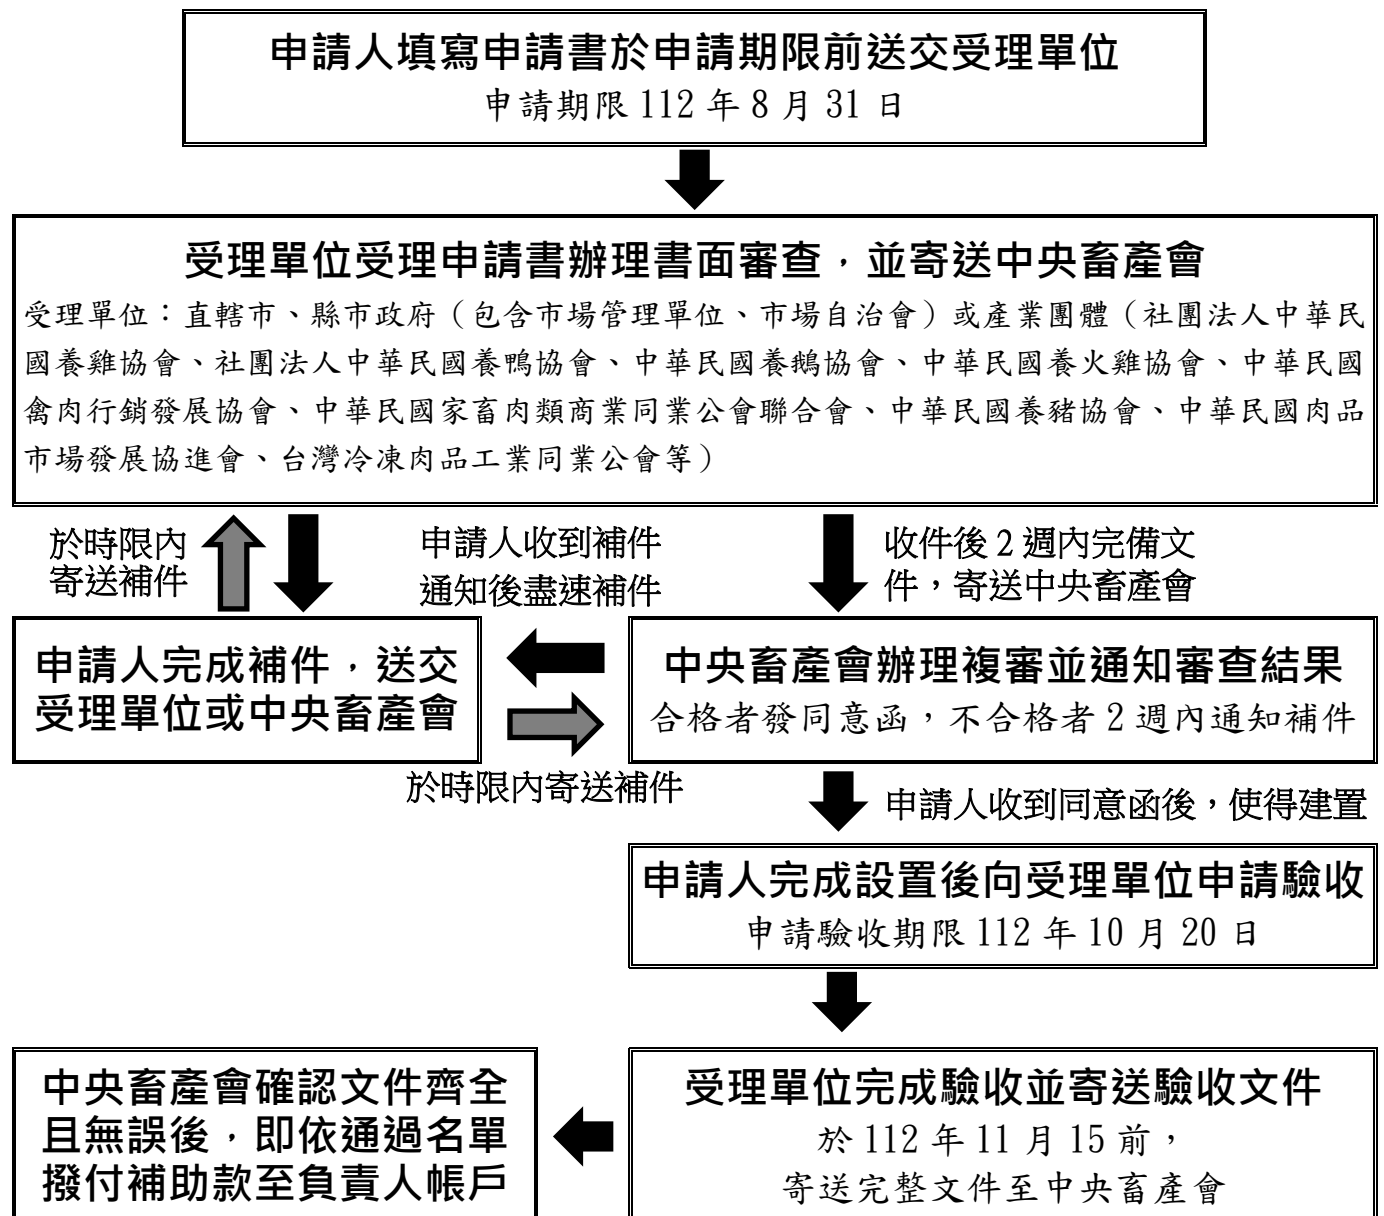 申請人填寫申請書於申請期限前送交受理單位
申請期限 112 年 8 月 31 日
受理單位受理申請書辦理書面審查，並寄送中央畜產會
受理單位：直轄市、縣市政府（包含市場管理單位、市場自治會）或產業團體（社團法人中華民
國養雞協會、社團法人中華民國養鴨協會、中華民國養鵝協會、中華民國養火雞協會、中華民國
禽肉行銷發展協會、中華民國家畜肉類商業同業公會聯合會、中華民國養豬協會、中華民國肉品
市場發展協進會、台灣冷凍肉品工業同業公會等）
於時限內
寄送補件
申請人收到補件
通知後盡速補件
收件後 2 週內完備文
件，寄送中央畜產會
申請人完成補件，送交
受理單位或中央畜產會
中央畜產會辦理複審並通知審查結果
合格者發同意函，不合格者 2 週內通知補件
於時限內寄送補件
申請人收到同意函後，使得建置
申請人完成設置後向受理單位申請驗收
申請驗收期限 112 年 10 月 20 日
中央畜產會確認文件齊全
且無誤後，即依通過名單
撥付補助款至負責人帳戶
受理單位完成驗收並寄送驗收文件
於 112 年 11 月 15 前，
寄送完整文件至中央畜產會